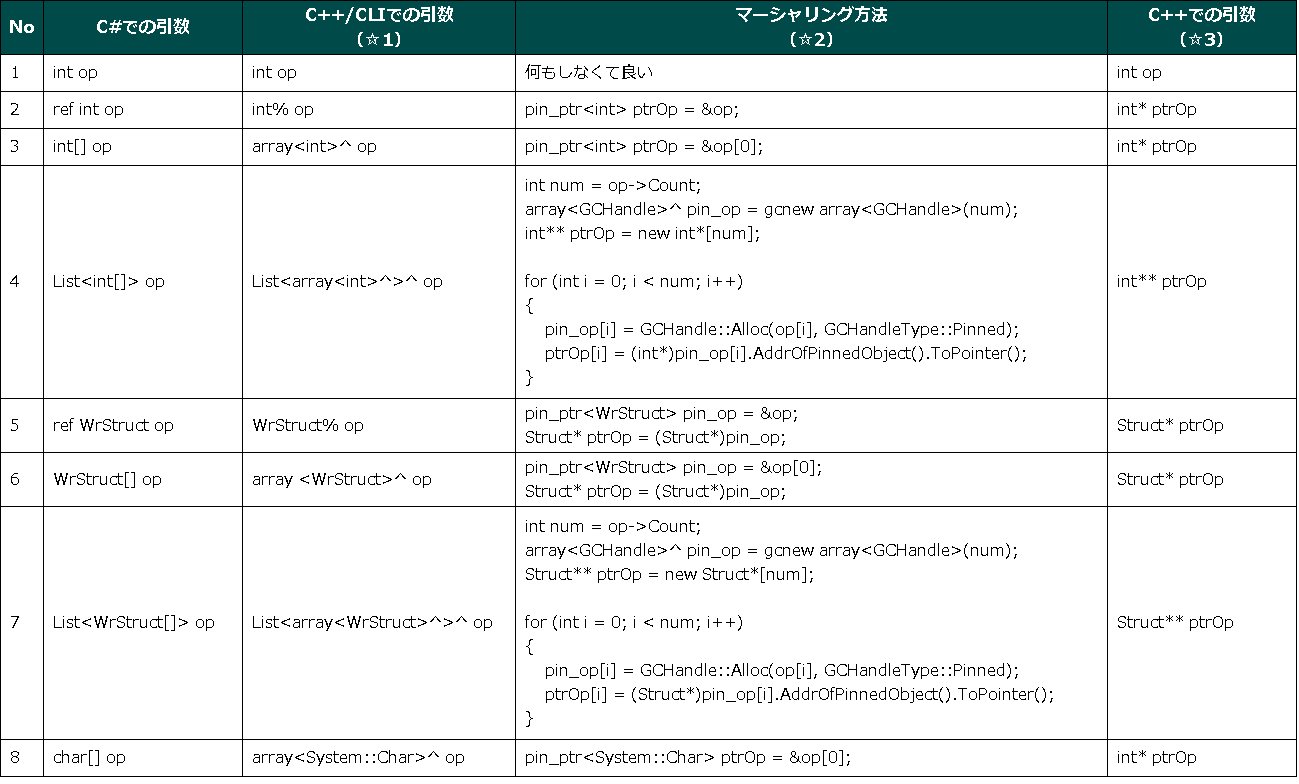 No
C#での引数
C++/CLIでの引数
（☆1）
マーシャリング方法
（☆2）
C++での引数
（☆3）
1
int op
int op
何もしなくて良い
int op
2
ref int op
int% op
pin_ptr<int> ptrOp = &op;
int* ptrOp
3
int[] op
array<int>^ op
pin_ptr<int> ptrOp = &op[0];
int* ptrOp
4
List<int[]> op
List<array<int>^>^ op
int num = op->Count;
array<GCHandle>^ pin_op = gcnew array<GCHandle>(num);
int** ptrOp = new int*[num];
for (int i = 0; i < num; i++)
{
pin_op[i] = GCHandle::Alloc(op[i], GCHandleType::Pinned);
ptrOp[i] = (int*)pin_op[i].AddrOfPinnedObject().ToPointer();
}
int** ptrOp
5
ref WrStruct op
WrStruct% op
pin_ptr<WrStruct> pin_op = &op;
Struct* ptrOp = (Struct*)pin_op;
Struct* ptrOp
6
WrStruct[] op
array <WrStruct>^ op
pin_ptr<WrStruct> pin_op = &op[0];
Struct* ptrOp = (Struct*)pin_op;
Struct* ptrOp
7
List<WrStruct[]> op
List<array<WrStruct>^>^ op
int num = op->Count;
array<GCHandle>^ pin_op = gcnew array<GCHandle>(num);
Struct** ptrOp = new Struct*[num];
for (int i = 0; i < num; i++)
{
pin_op[i] = GCHandle::Alloc(op[i], GCHandleType::Pinned);
ptrOp[i] = (Struct*)pin_op[i].AddrOfPinnedObject().ToPointer();
}
Struct** ptrOp
8
char[] op
array<System::Char>^ op
pin_ptr<System::Char> ptrOp = &op[0];
int* ptrOp